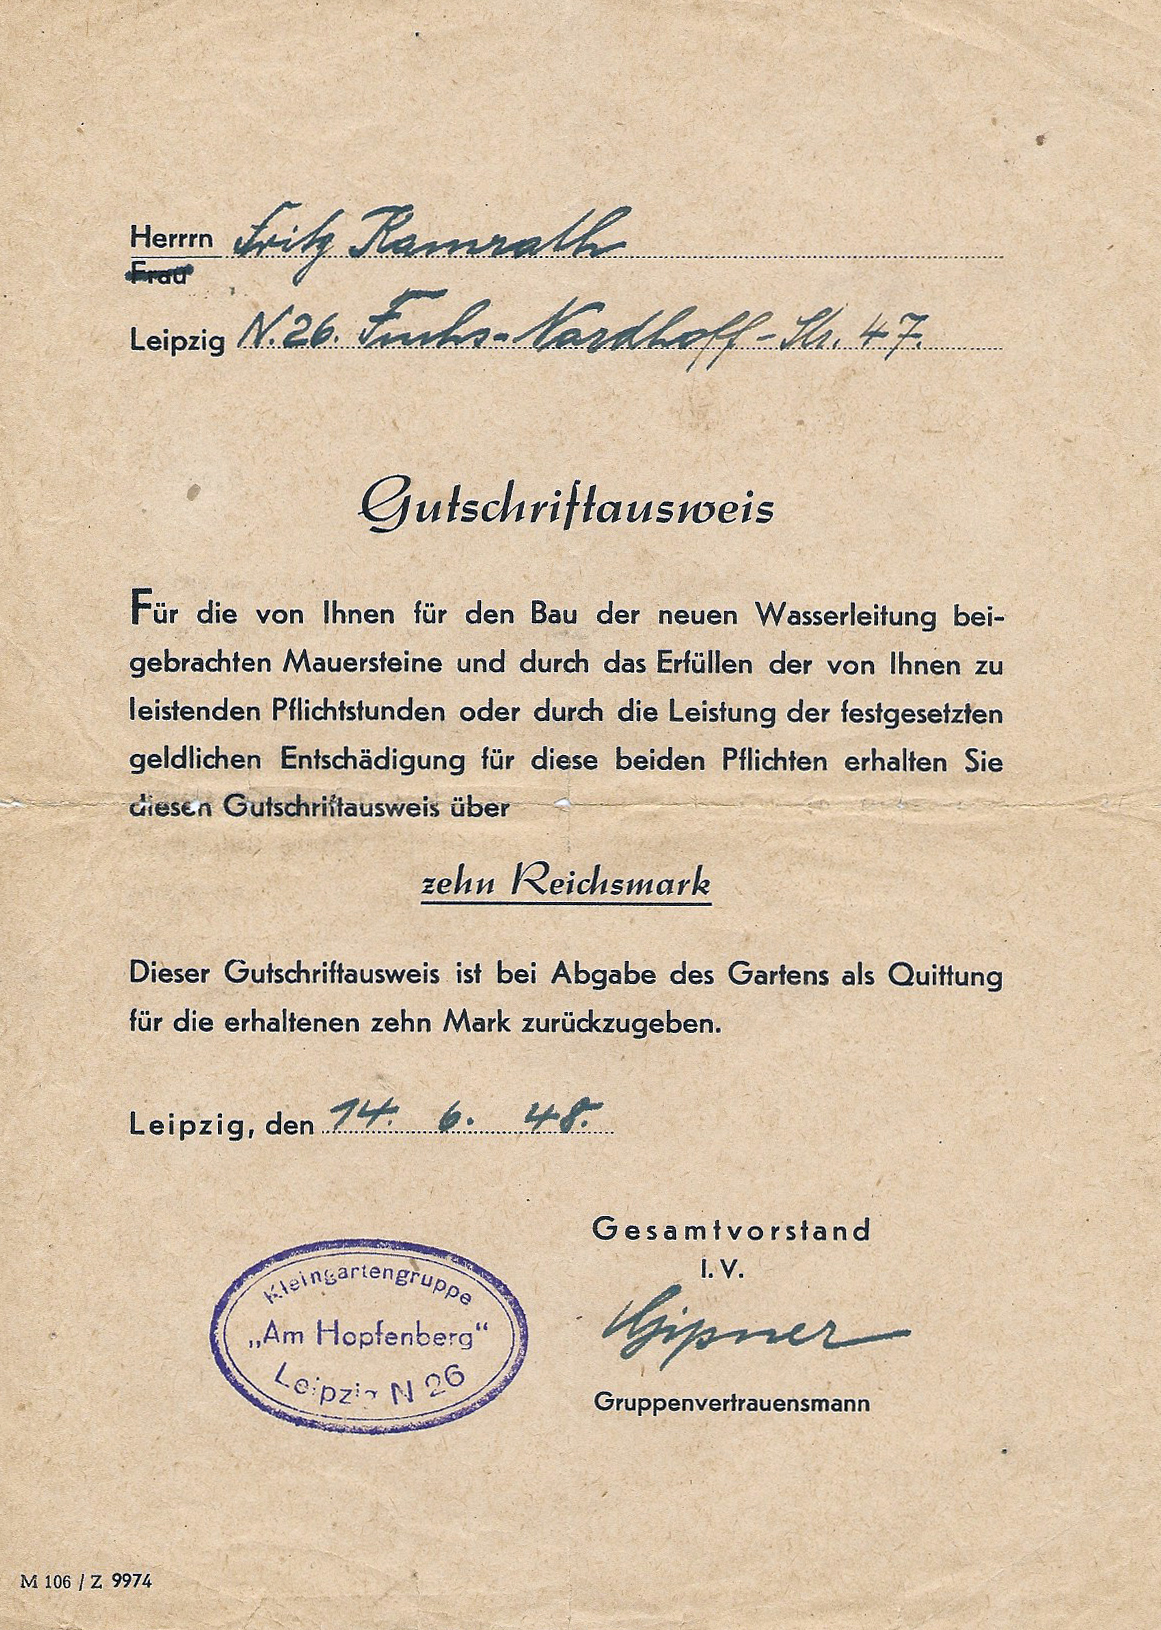 Herrrn Fritz Ramrath
Frau
Leipzig N. 26. Fuchs-Nordhoff-Str. 47.
Gutschriftausweis
Für die von Ihnen für den Bau der neuen Wasserleitung bei-
gebrachten Mauersteine und durch das Erfüllen der von Ihnen zu
leistenden Pflichtstunden oder durch die Leistung der festgesetzten
geldlichen Entschädigung für diese beiden Pflichten erhalten Sie
diesen Gutschriftausweis über
zehn Reichsmark
Dieser Gutschriftausweis ist bei Abgabe des Gartens als Quittung
für die erhaltenen zehn Mark zurückzugeben.
Leipzig, den 14. 6. 48.
Gesamtvorstand
I. V.
Gipner
Gruppenvertrauensmann
Kleingartengruppe
„Am Hopfenberg“
Leipzig N 26
M 106 / Z 9974